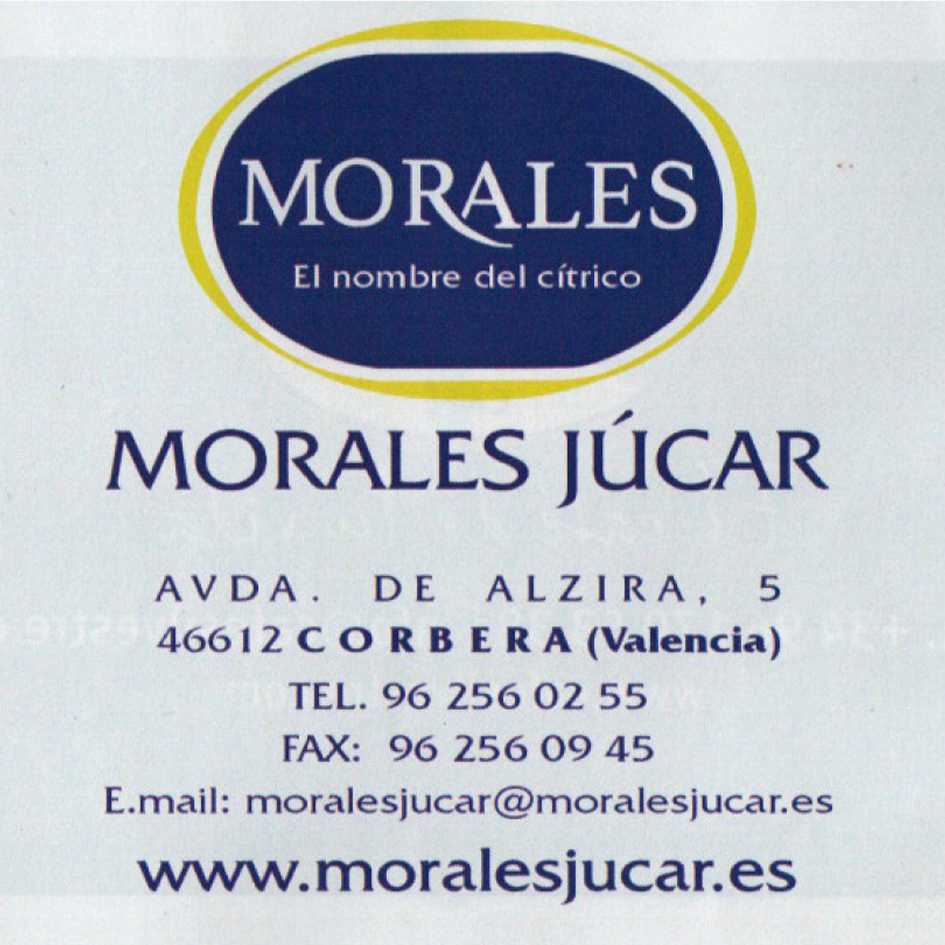 MORALES
El nombre del cítrico
MORALES JÚCAR
AVDA. DE ALZIRA, 5
46612 CORBERA (Valencia)
TEL. 96 256 02 55
FAX: 96 256 09 45
E.mail: moralesjucar@moralesjucar.es
www.moralesjucar.es